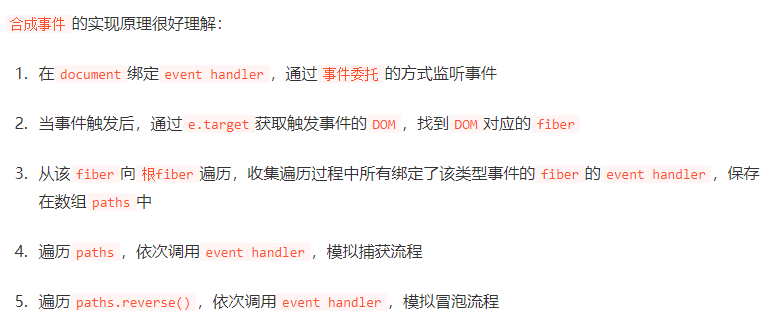 合成事件 的实现原理很好理解：
1. 在 document 绑定 event handler ，通过 事件委托 的方式监听事件
2. 当事件触发后，通过 e.target 获取触发事件的 DOM ，找到 DOM 对应的 fiber
3. 从该 fiber 向 根fiber 遍历，收集遍历过程中所有绑定了该类型事件的 fiber 的 event handler ，保存
在数组 paths 中
4. 遍历 paths ，依次调用 event handler ，模拟捕获流程
5. 遍历 paths.reverse() ，依次调用 event handler ，模拟冒泡流程